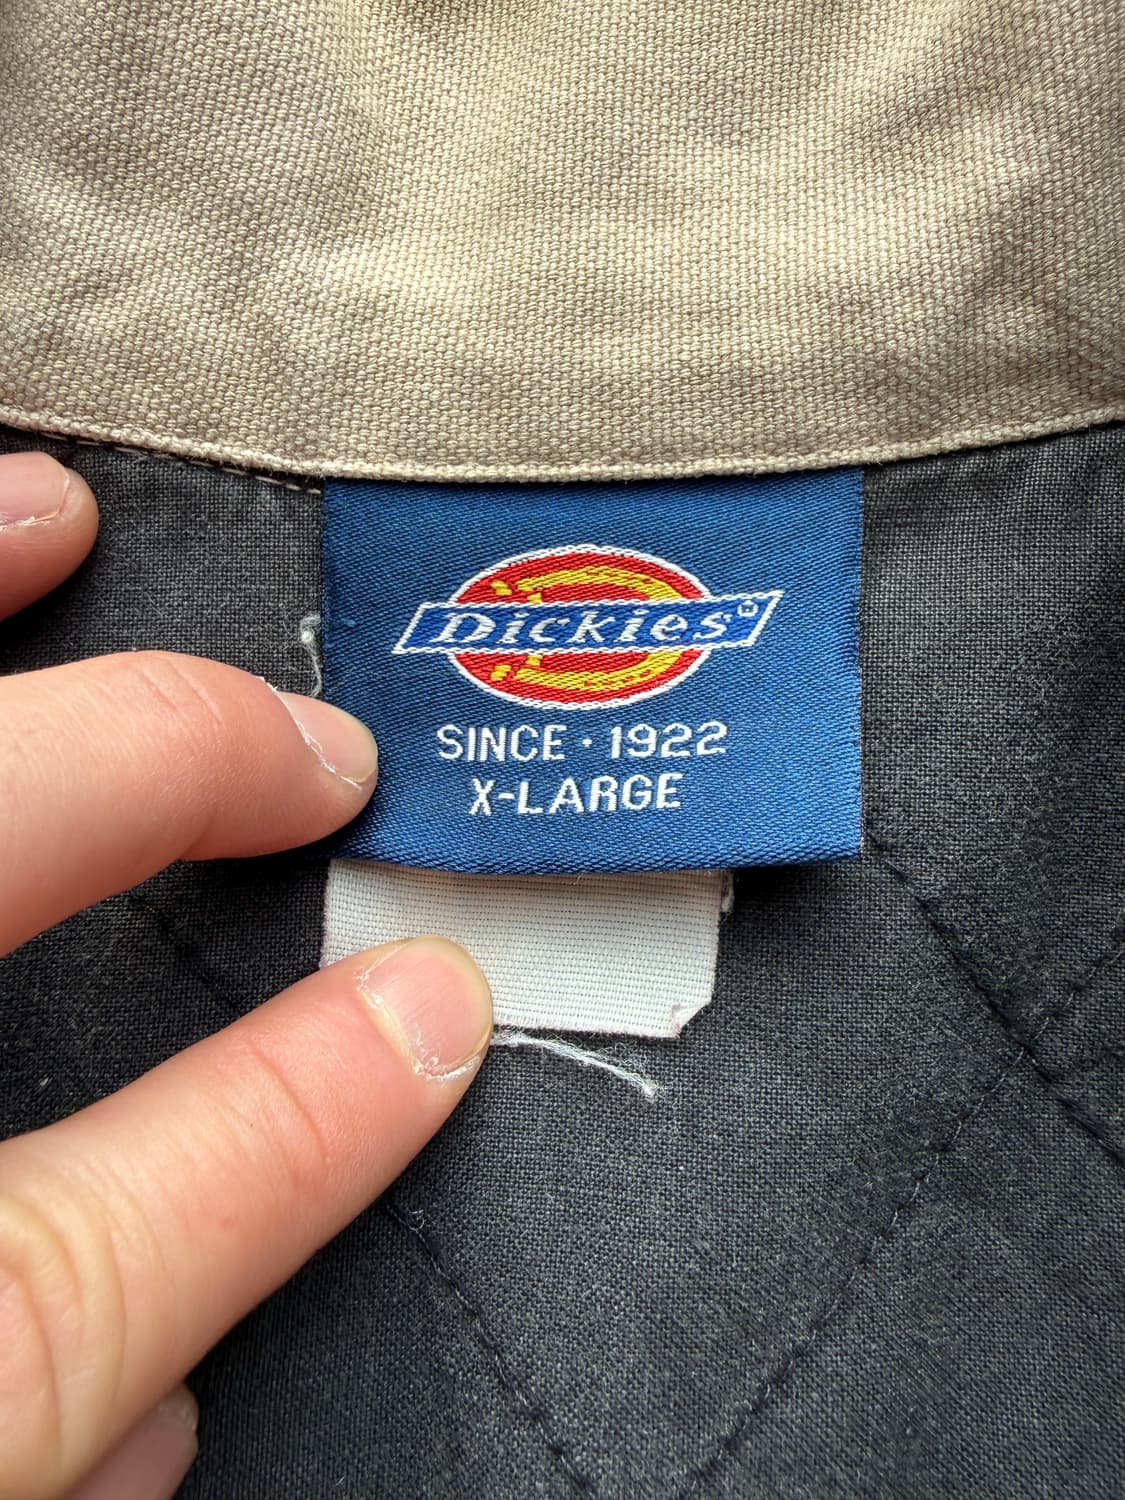 Dickies®
SINCE · 1922
X-LARGE